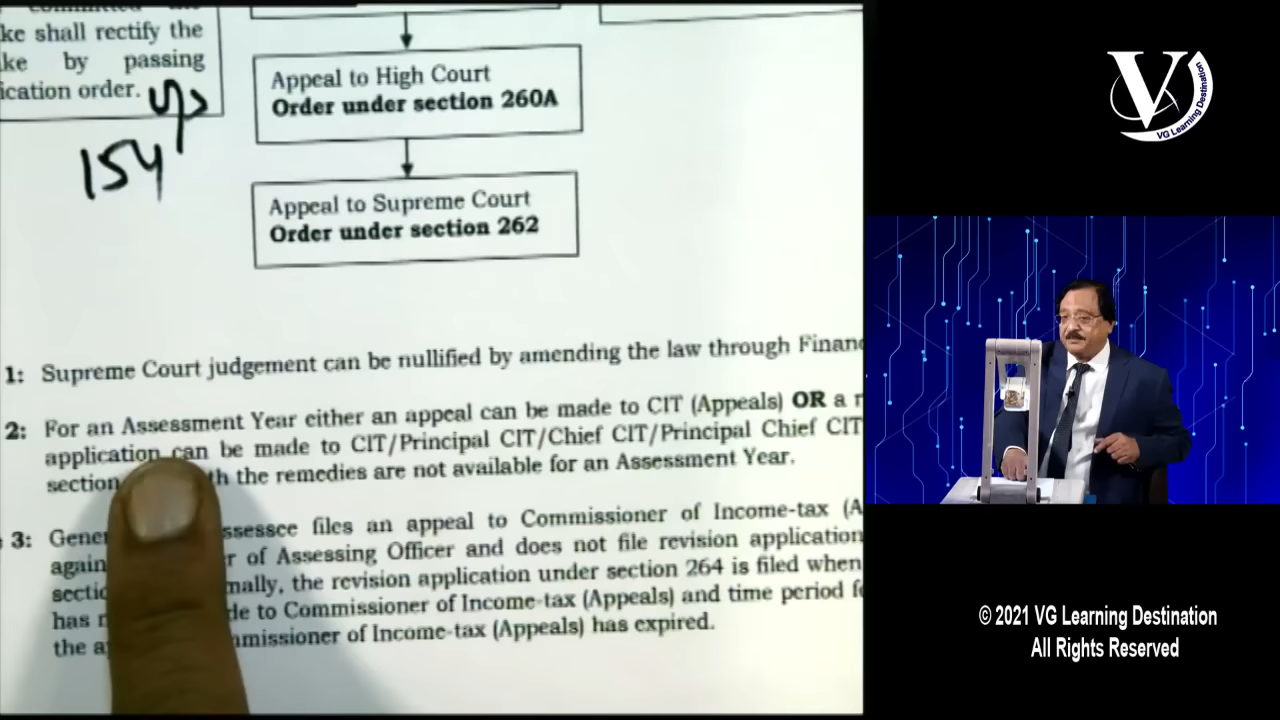 ke shall rectify the
ke by passing
ication order.
154
Appeal to High Court
Order under section 260A
Appeal to Supreme Court
Order under section 262
1: Supreme Court judgement can be nullified by amending the law through Financ
2: For an Assessment Year either an appeal can be made to CIT (Appeals) OR a r
application can be made to CIT/Principal CIT/Chief CIT/Principal Chief CIT
section the remedies are not available for an Assessment Year.
3: Gener ssessee files an appeal to Commissioner of Income-tax (A
again r of Assessing Officer and does not file revision application
sectio mally, the revision application under section 264 is filed when
has de to Commissioner of Income-tax (Appeals) and time period fo
the a mmissioner of Income-tax (Appeals) has expired.
V
VG Learning Destination
© 2021 VG Learning Destination
All Rights Reserved